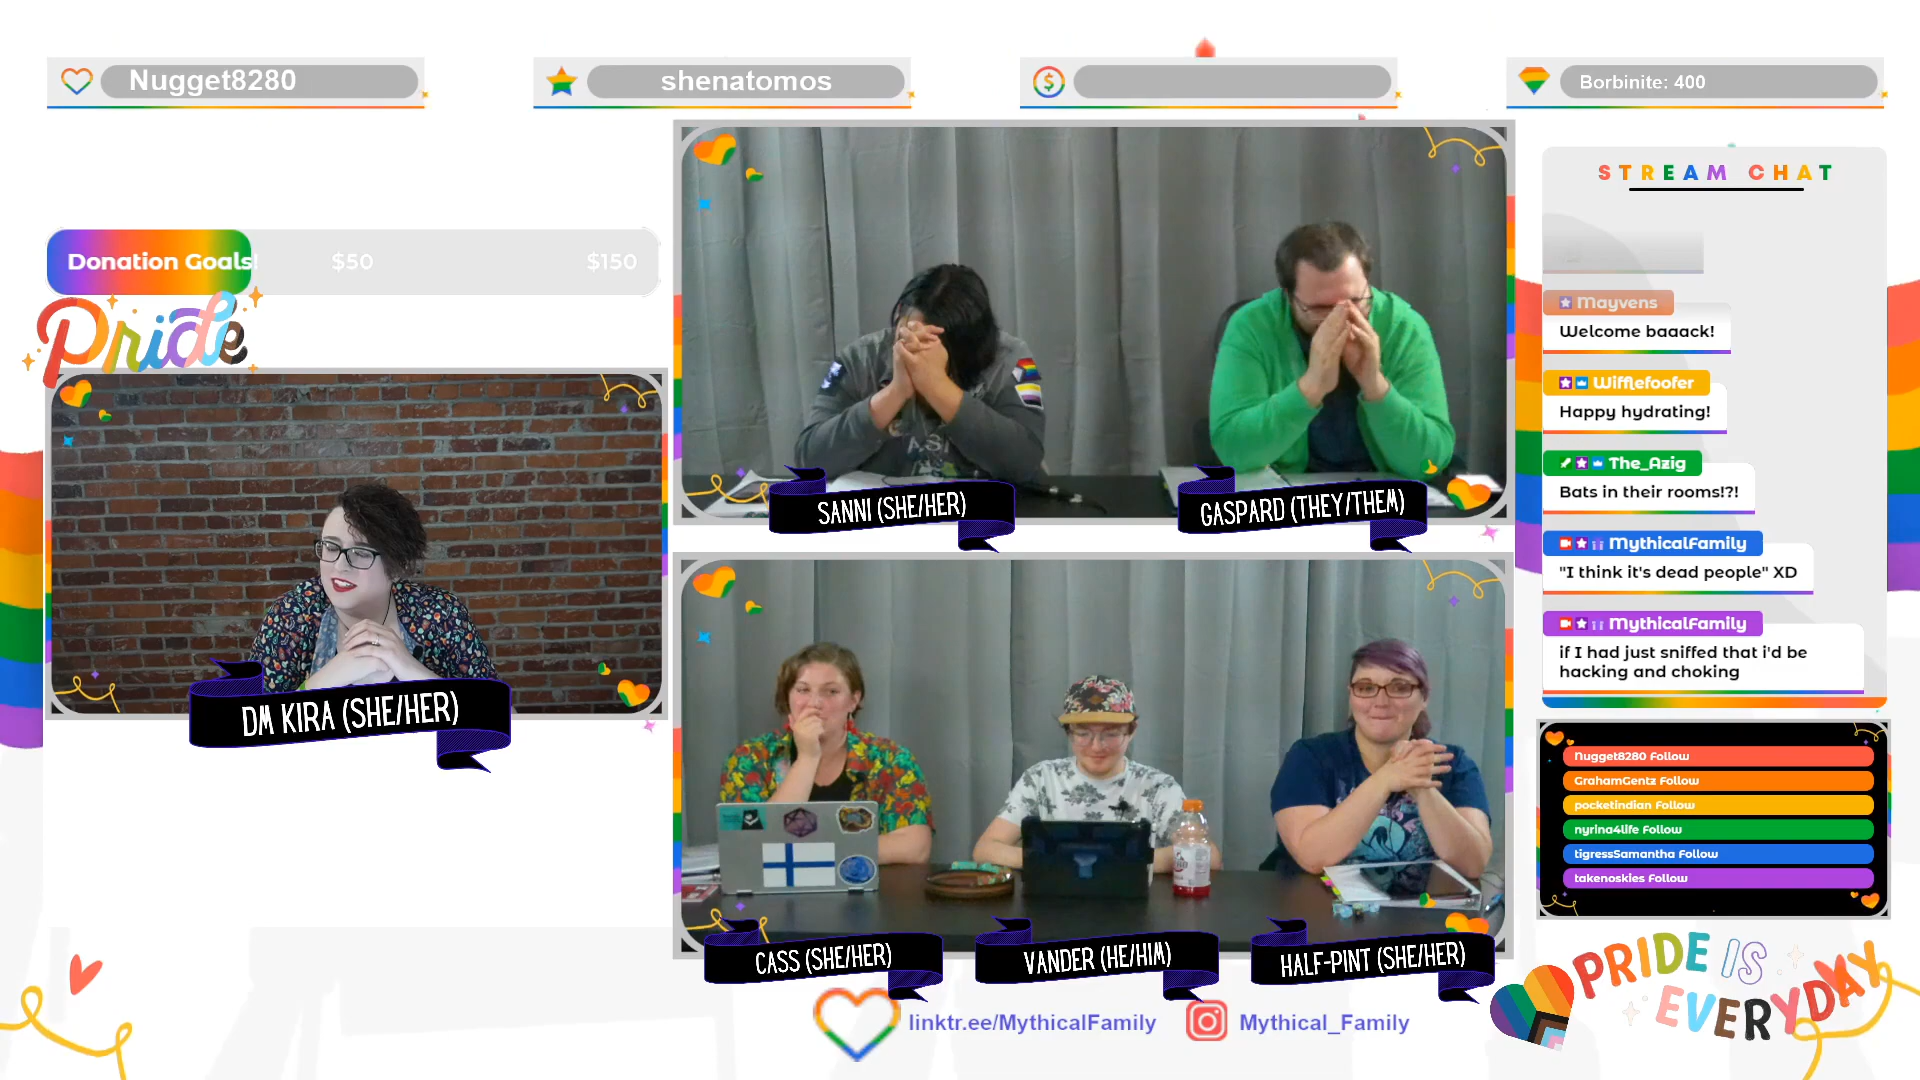 Nugget8280
shenatomos
Borbinite: 400
STREAM CHAT
Donation Goals!
$50
$150
Pride
Mayvens
Welcome baaack!
Wifflefoofer
Happy hydrating!
The_Azig
Bats in their rooms!?!
MythicalFamily
"I think it's dead people" XD
MythicalFamily
if I had just sniffed that i'd be
hacking and choking
DM KIRA (SHE/HER)
SANNI (SHE/HER)
GASPARD (THEY/THEM)
CASS (SHE/HER)
VANDER (HE/HIM)
HALF-PINT (SHE/HER)
Nugget8280 Follow
GrahamGentz Follow
pocketindian Follow
nyrina4life Follow
tigressSamantha Follow
takenoskies Follow
linktr.ee/MythicalFamily
Mythical_Family
PRIDE IS
EVERYDAY